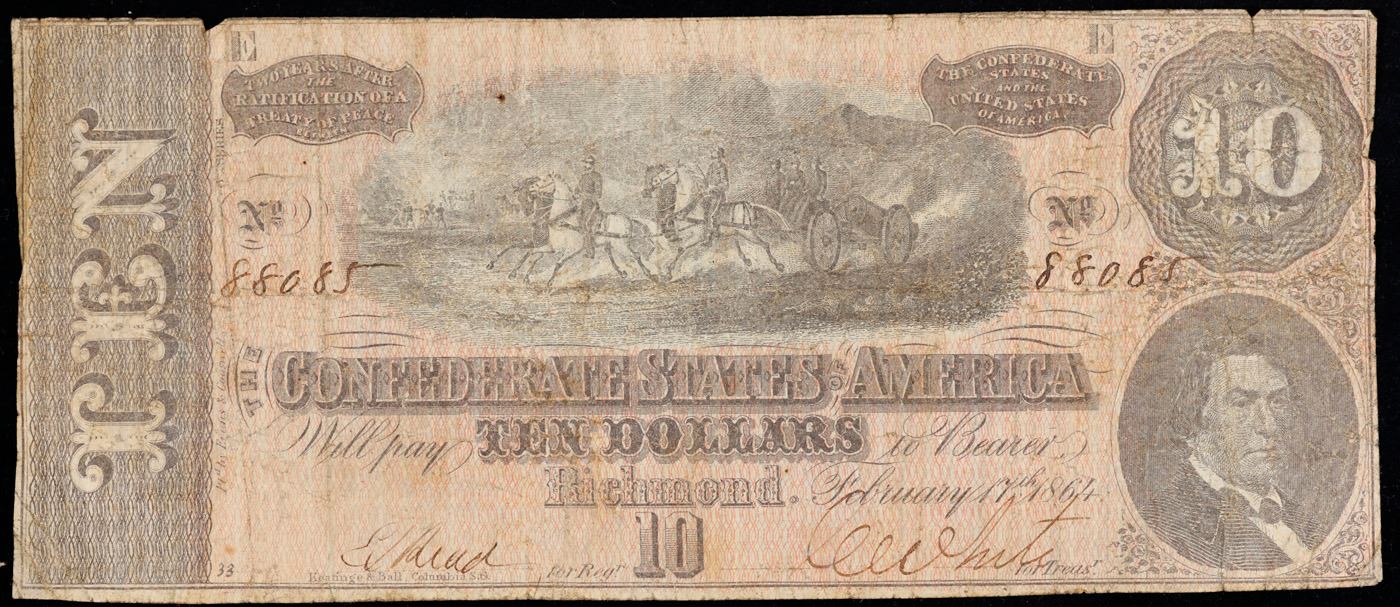 TEN
E
TWO YEARS AFTER
THE
RATIFICATION OF A
TREATY OF PEACE
BETWEEN
E
THE CONFEDERATE
STATES
AND THE
UNITED STATES
OF AMERICA,
10
SERIES
No
88085
No
88085
THE
CONFEDERATE STATES OF AMERICA
Will pay TEN DOLLARS to Bearer
Richmond. February 17th 1864
10
33
Keatinge & Ball, Columbia S.C.
for Regr
for Treasr